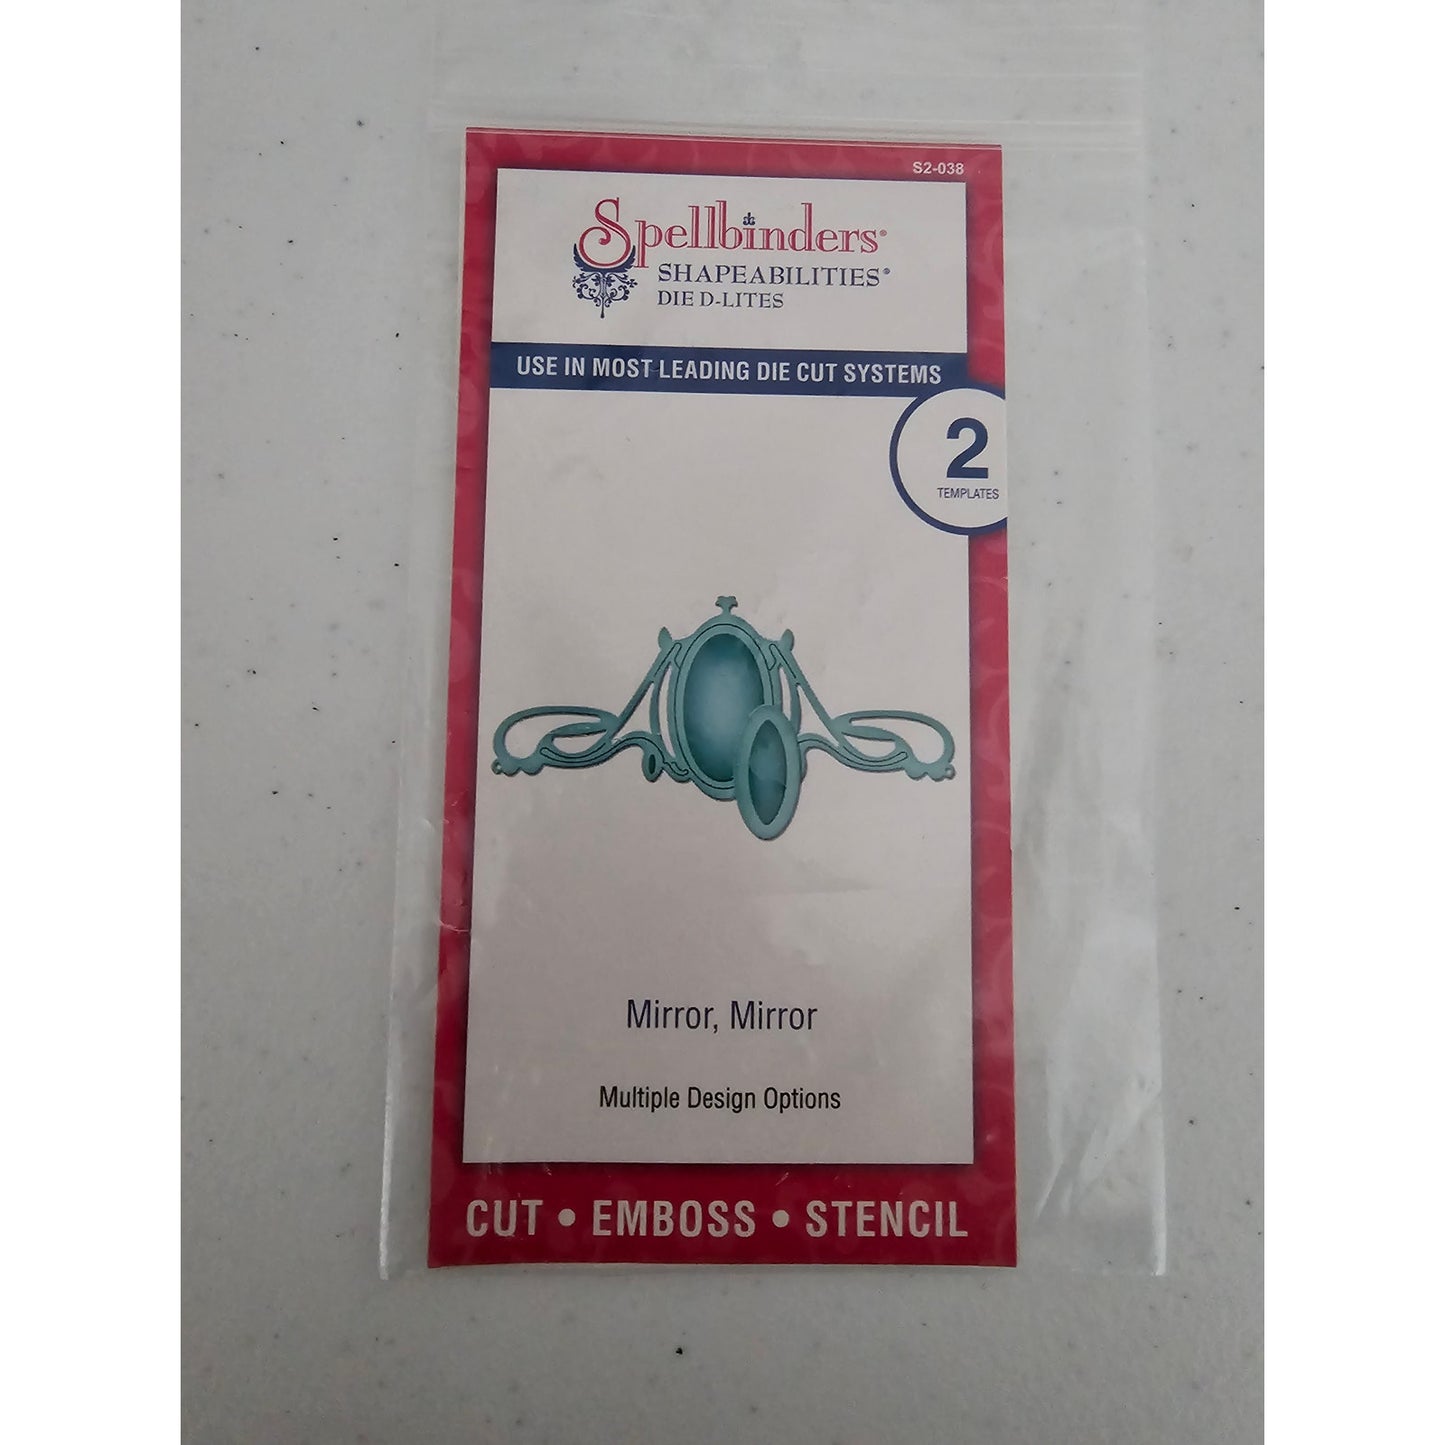 S2-038
Spellbinders®
SHAPEABILITIES®
DIE D-LITES
USE IN MOST LEADING DIE CUT SYSTEMS
2
TEMPLATES
Mirror, Mirror
Multiple Design Options
CUT • EMBOSS • STENCIL